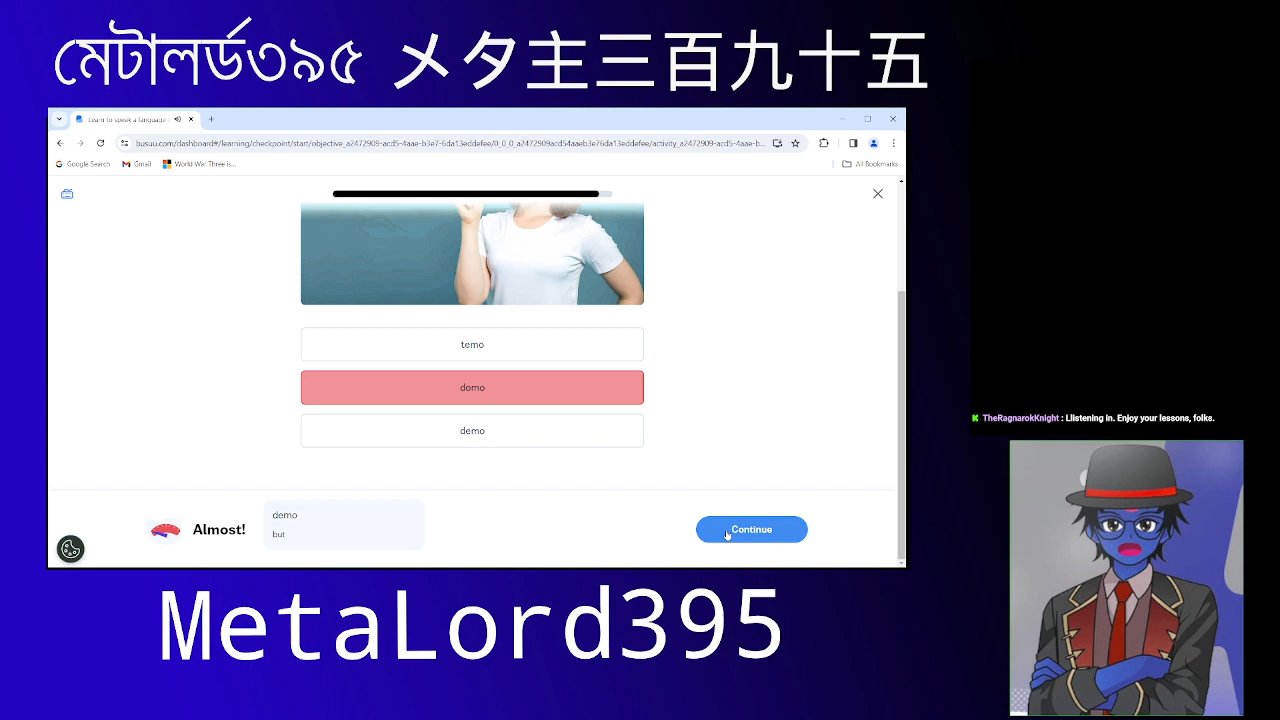 মেটালর্ড৩৯৫ メタ主三百九十五
Learn to speak a language
busuu.com/dashboard#/learning/checkpoint/start/objective_a2472909-acd5-4aae-b3e7-6da13eddefee/0_0_0_a2472909acd54aaeb3e76da13eddefee/activity_a2472909-acd5-4aae-b...
Google Search
Gmail
World War Three is...
All Bookmarks
temo
domo
demo
Almost!
demo
but
Continue
TheRagnarokKnight : LIistening in. Enjoy your lessons, folks.
MetaLord395